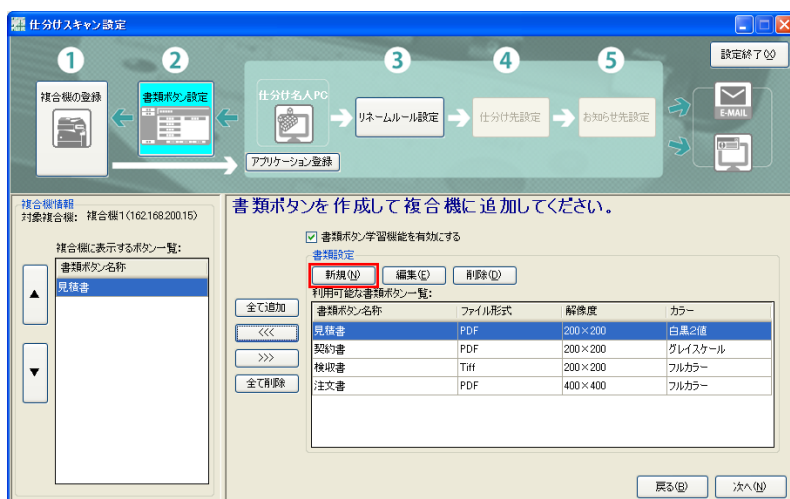 仕分けスキャン設定
設定終了(X)
1
2
3
4
5
複合機の登録
書類ボタン設定
仕分け名人PC
リネームルール設定
仕分け先設定
お知らせ先設定
E-MAIL
アプリケーション登録
複合機情報
対象複合機: 複合機1(162.168.200.15)
複合機に表示するボタン一覧:
書類ボタン名称
見積書
▲
▼
書類ボタンを作成して複合機に追加してください。
書類ボタン学習機能を有効にする
書類設定
新規(N) 編集(E) 削除(D)
利用可能な書類ボタン一覧:
全て追加
<<<
>>>
全て削除
書類ボタン名称 ファイル形式 解像度 カラー
見積書 PDF 200×200 白黒2値
契約書 PDF 200×200 グレイスケール
検収書 Tiff 200×200 フルカラー
注文書 PDF 400×400 フルカラー
戻る(B) 次へ(N)